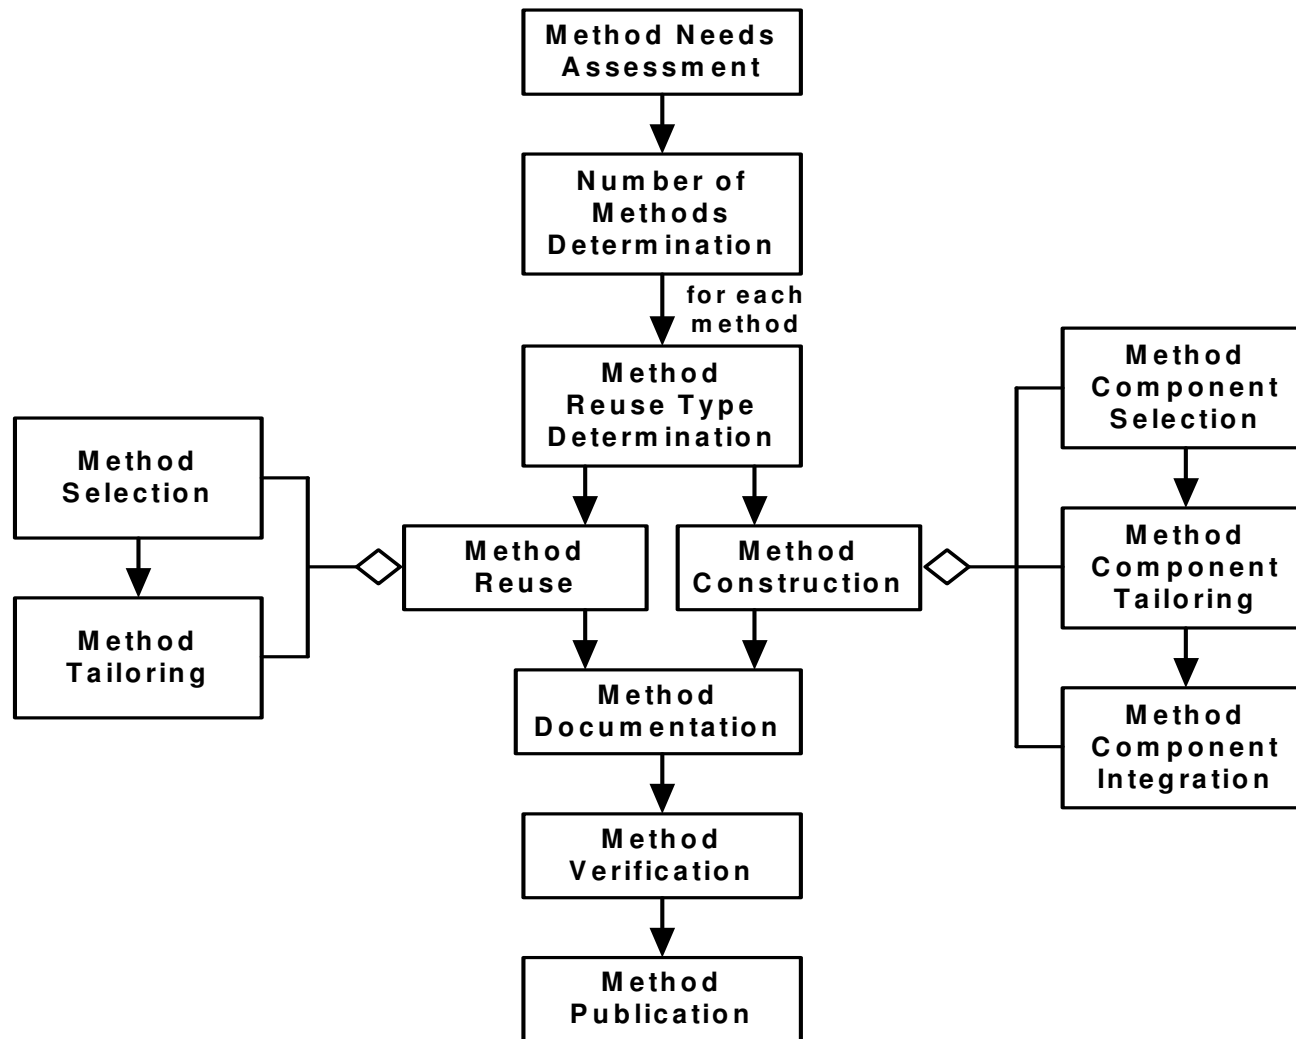 Method Needs
Assessment
Number of
Methods
Determination
for each
method
Method
Reuse Type
Determination
Method
Selection
Method
Tailoring
Method
Reuse
Method
Construction
Method
Component
Selection
Method
Component
Tailoring
Method
Component
Integration
Method
Documentation
Method
Verification
Method
Publication